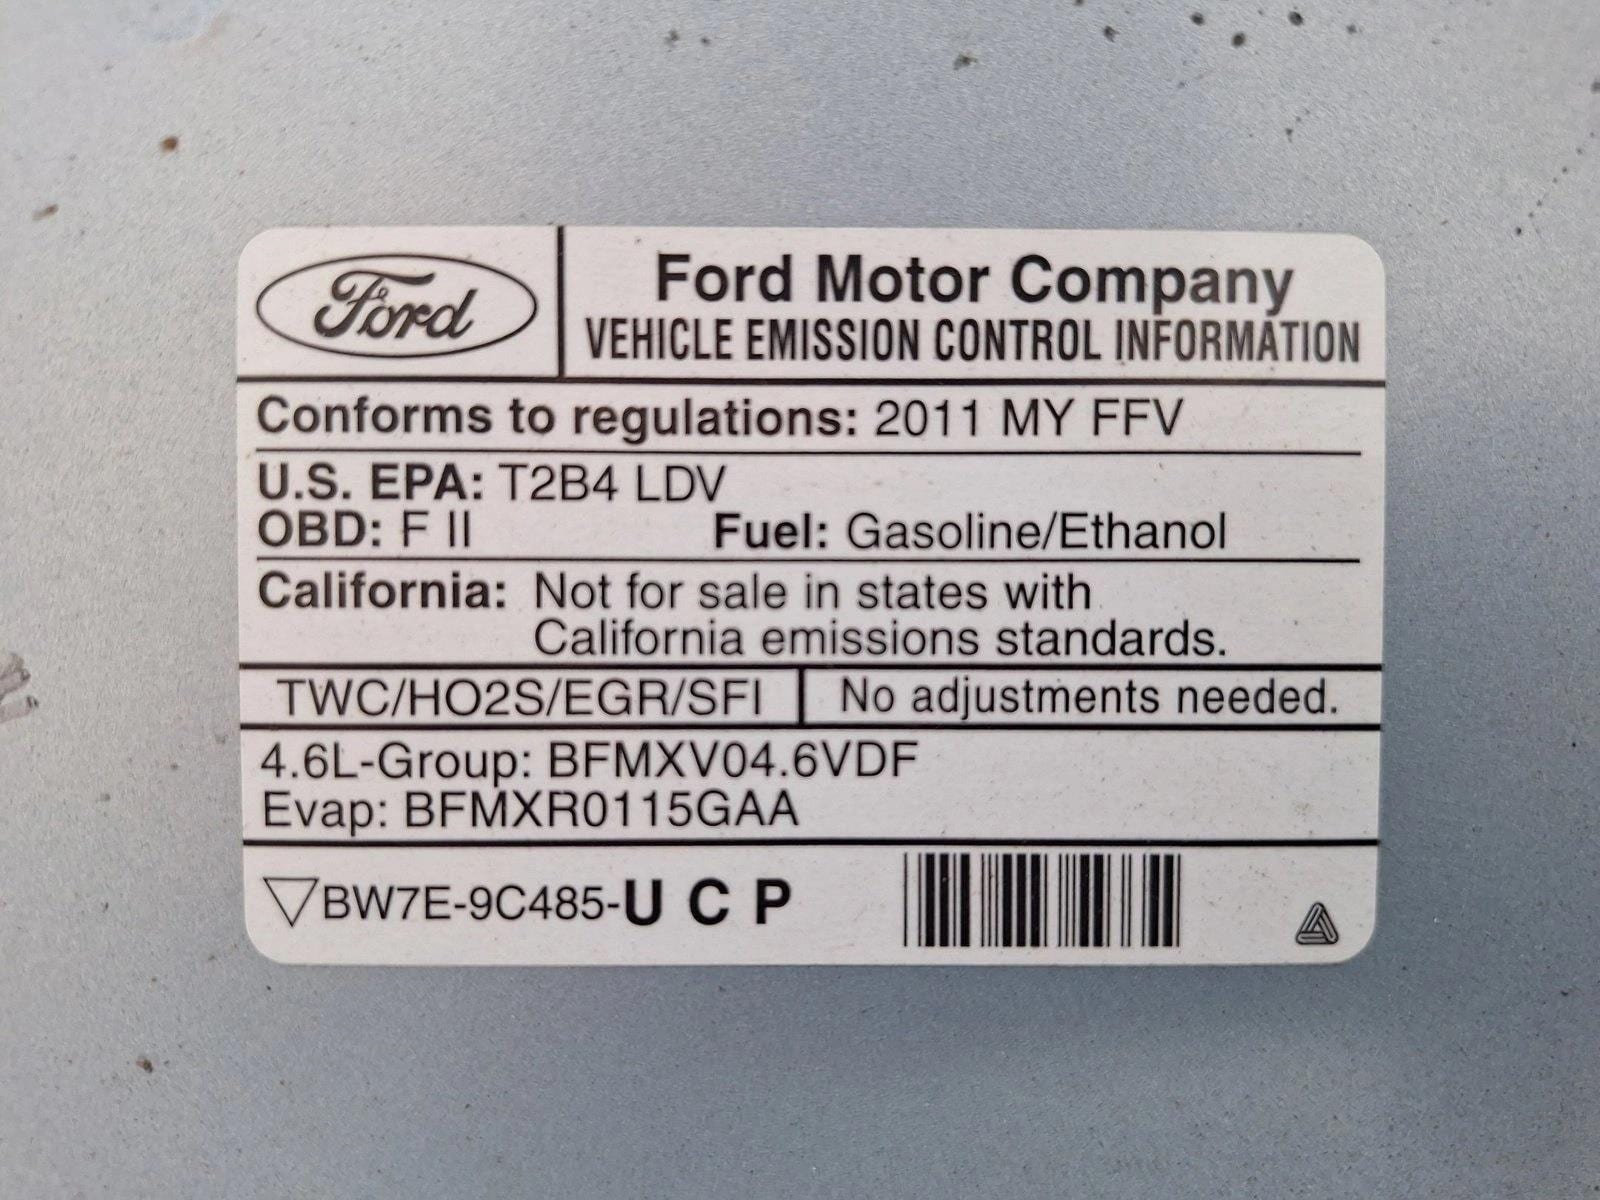 Ford
Ford Motor Company
VEHICLE EMISSION CONTROL INFORMATION
Conforms to regulations: 2011 MY FFV
U.S. EPA: T2B4 LDV
OBD: F II Fuel: Gasoline/Ethanol
California: Not for sale in states with
California emissions standards.
TWC/HO2S/EGR/SFI No adjustments needed.
4.6L-Group: BFMXV04.6VDF
Evap: BFMXR0115GAA
▽BW7E-9C485-U C P